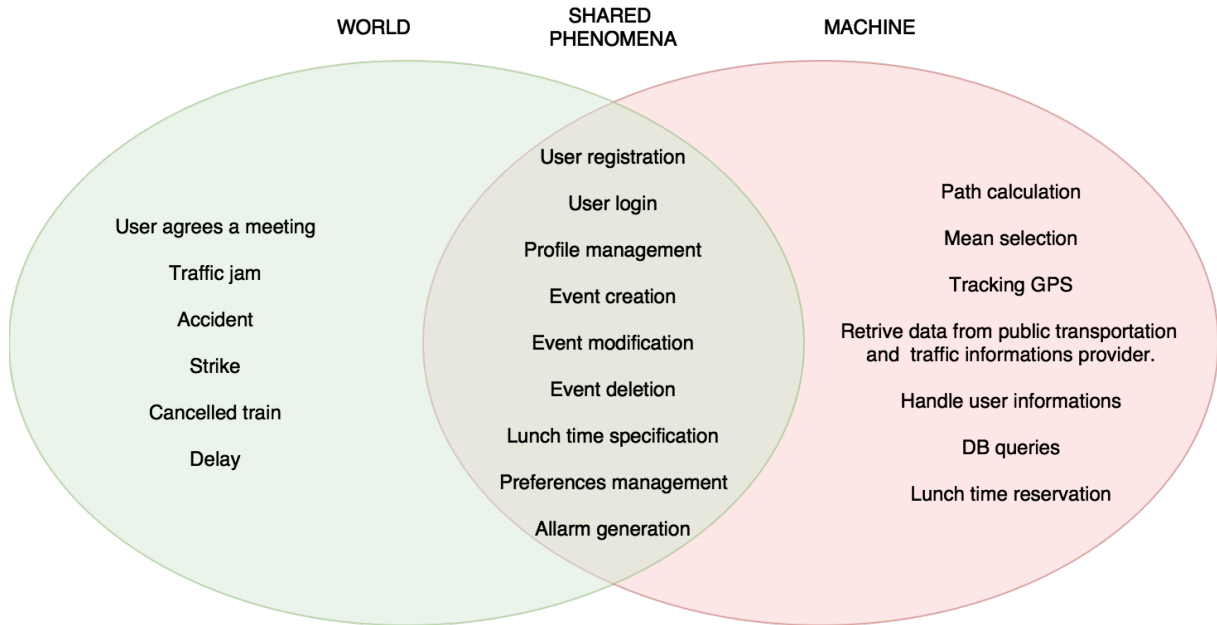 WORLD
SHARED
PHENOMENA
MACHINE
User agrees a meeting
Traffic jam
Accident
Strike
Cancelled train
Delay
User registration
User login
Profile management
Event creation
Event modification
Event deletion
Lunch time specification
Preferences management
Allarm generation
Path calculation
Mean selection
Tracking GPS
Retrive data from public transportation
and traffic informations provider.
Handle user informations
DB queries
Lunch time reservation